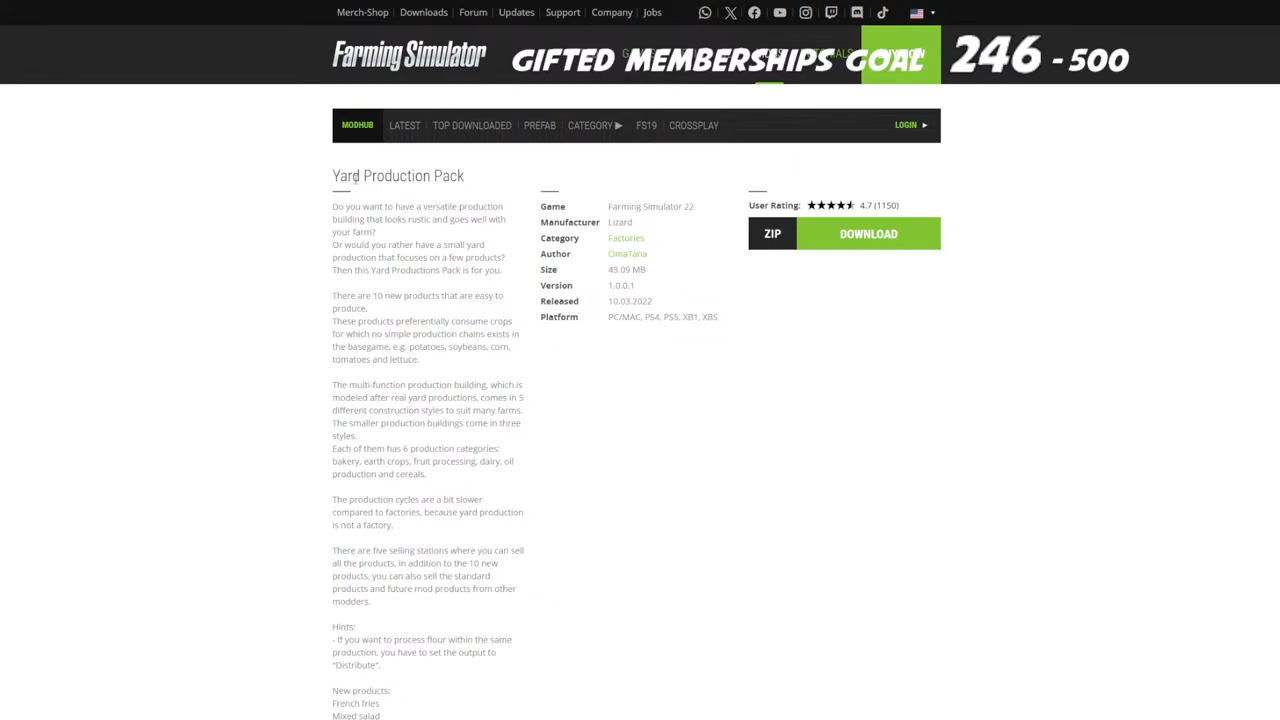 Merch-Shop Downloads Forum Updates Support Company Jobs
Farming Simulator
GIFTED MEMBERSHIPS GOAL 246 - 500
MODHUB LATEST TOP DOWNLOADED PREFAB CATEGORY ▶ FS19 CROSSPLAY LOGIN ▶
Yard Production Pack
Do you want to have a versatile production
building that looks rustic and goes well with
your farm?
Or would you rather have a small yard
production that focuses on a few products?
Then this Yard Productions Pack is for you.
There are 10 new products that are easy to
produce.
These products preferentially consume crops
for which no simple production chains exists in
the basegame, e.g. potatoes, soybeans, corn,
tomatoes and lettuce.
The multi-function production building, which is
modeled after real yard productions, comes in 5
different construction styles to suit many farms.
The smaller production buildings come in three
styles.
Each of them has 6 production categories:
bakery, earth crops, fruit processing, dairy, oil
production and cereals.
The production cycles are a bit slower
compared to factories, because yard production
is not a factory.
There are five selling stations where you can sell
all the products, in addition to the 10 new
products, you can also sell the standard
products and future mod products from other
modders.
Hints:
- If you want to process flour within the same
production, you have to set the output to
"Distribute".
New products:
French fries
Mixed salad
Game Farming Simulator 22
Manufacturer Lizard
Category Factories
Author OmaTana
Size 43.09 MB
Version 1.0.0.1
Released 10.03.2022
Platform PC/MAC, PS4, PS5, XB1, XBS
User Rating: 4.7 (1150)
ZIP DOWNLOAD